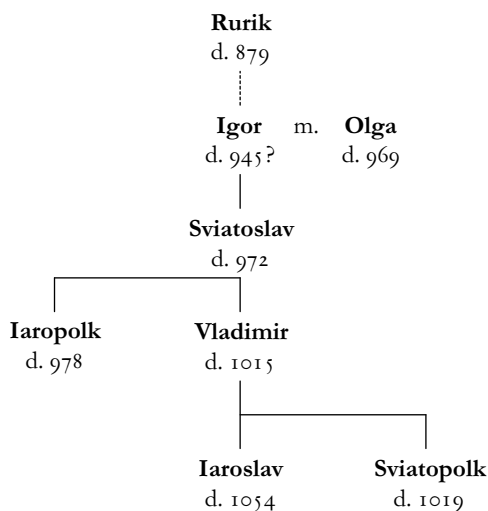 Rurik
d. 879
Igor m. Olga
d. 945? d. 969
Sviatoslav
d. 972
Iaropolk Vladimir
d. 978 d. 1015
Iaroslav Sviatopolk
d. 1054 d. 1019